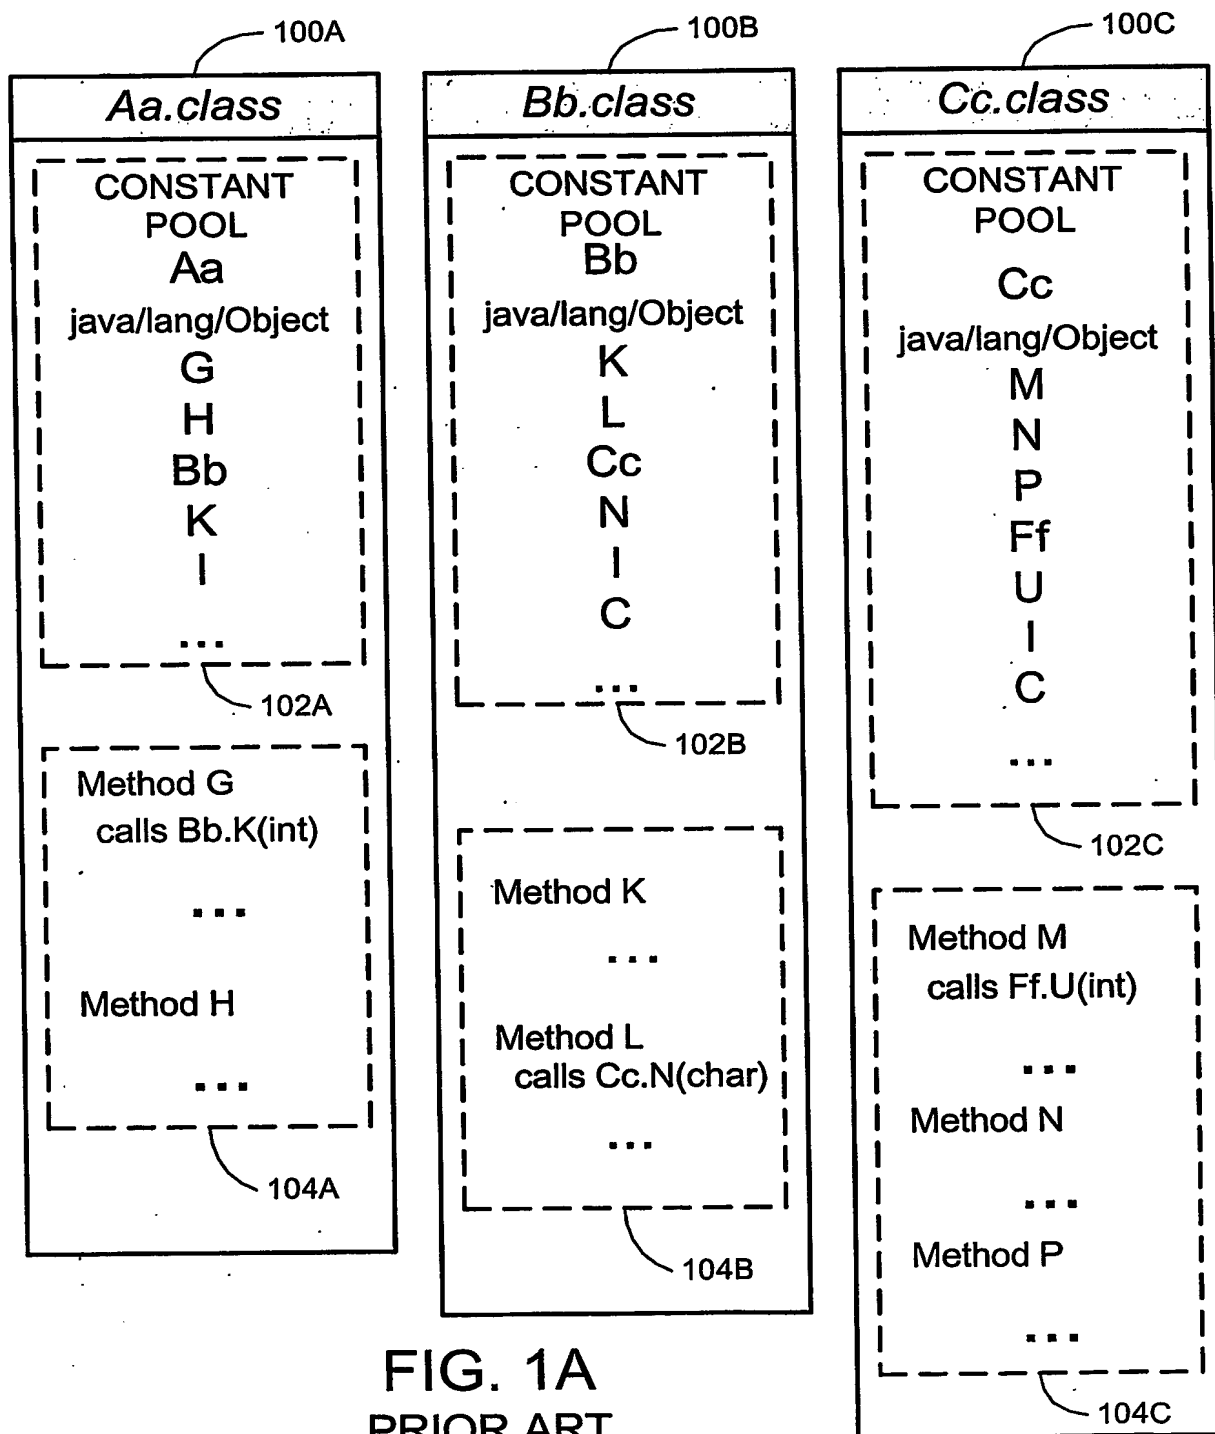 100A
Aa.class
CONSTANT
POOL
Aa
java/lang/Object
G
H
Bb
K
I
...
102A
Method G
calls Bb.K(int)
...
Method H
...
104A
100B
Bb.class
CONSTANT
POOL
Bb
java/lang/Object
K
L
Cc
N
I
C
...
102B
Method K
...
Method L
calls Cc.N(char)
...
104B
100C
Cc.class
CONSTANT
POOL
Cc
java/lang/Object
M
N
P
Ff
U
I
C
...
102C
Method M
calls Ff.U(int)
...
Method N
...
Method P
...
104C
FIG. 1A
PRIOR ART